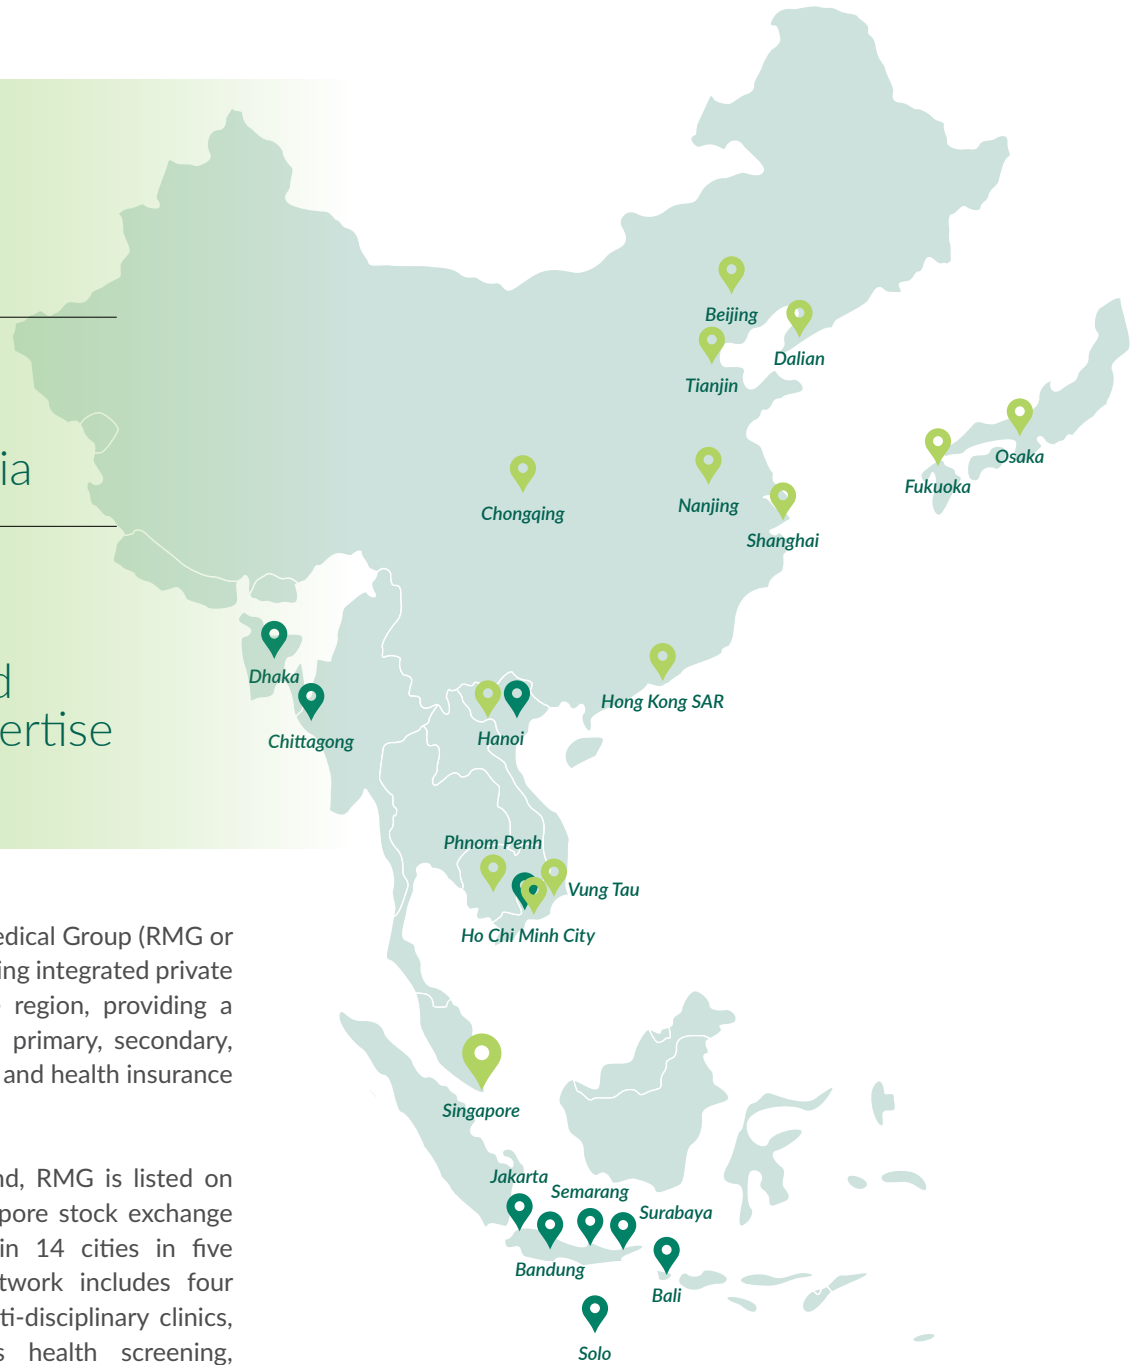 Beijing
Dalian
Tianjin
Osaka
ia
Fukuoka
Chongqing
Nanjing
Shanghai
Dhaka
d
Hong Kong SAR
ertise
Hanoi
Chittagong
Phnom Penh
Vung Tau
Ho Chi Minh City
edical Group (RMG or
ing integrated private
region, providing a
primary, secondary,
and health insurance
Singapore
nd, RMG is listed on
pore stock exchange
in 14 cities in five
twork includes four
ti-disciplinary clinics,
s health screening,
Jakarta
Semarang
Surabaya
Bandung
Bali
Solo